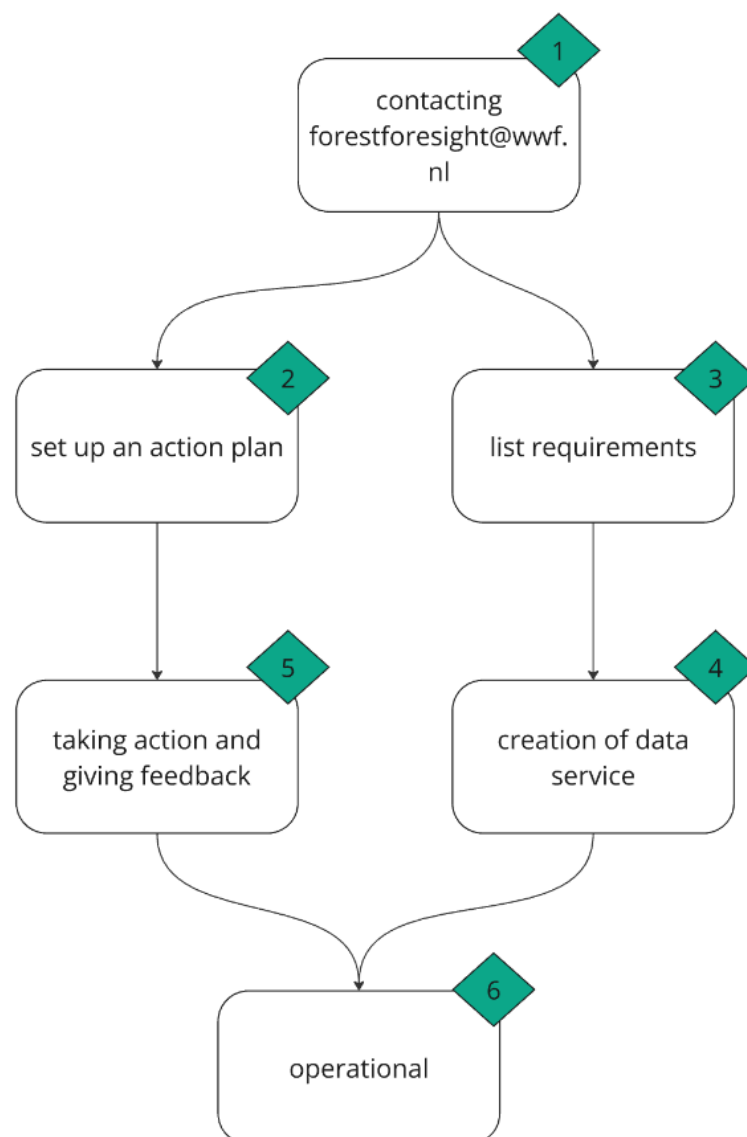 1
contacting
forestforesight@wwf.
nl
2
set up an action plan
3
list requirements
5
taking action and
giving feedback
4
creation of data
service
6
operational